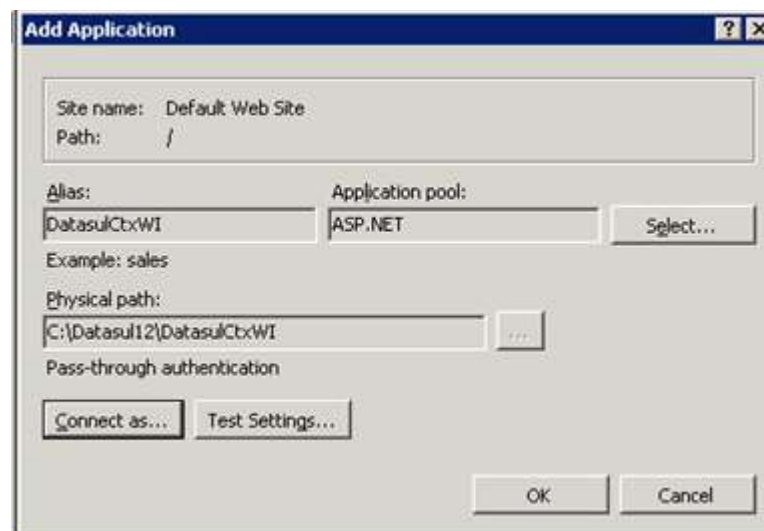 Add Application
Site name: Default Web Site
Path: /
Alias: Application pool:
DatasulCtxWI ASP.NET Select...
Example: sales
Physical path:
C:\Datasul12\DatasulCtxWI ...
Pass-through authentication
Connect as... Test Settings...
OK Cancel